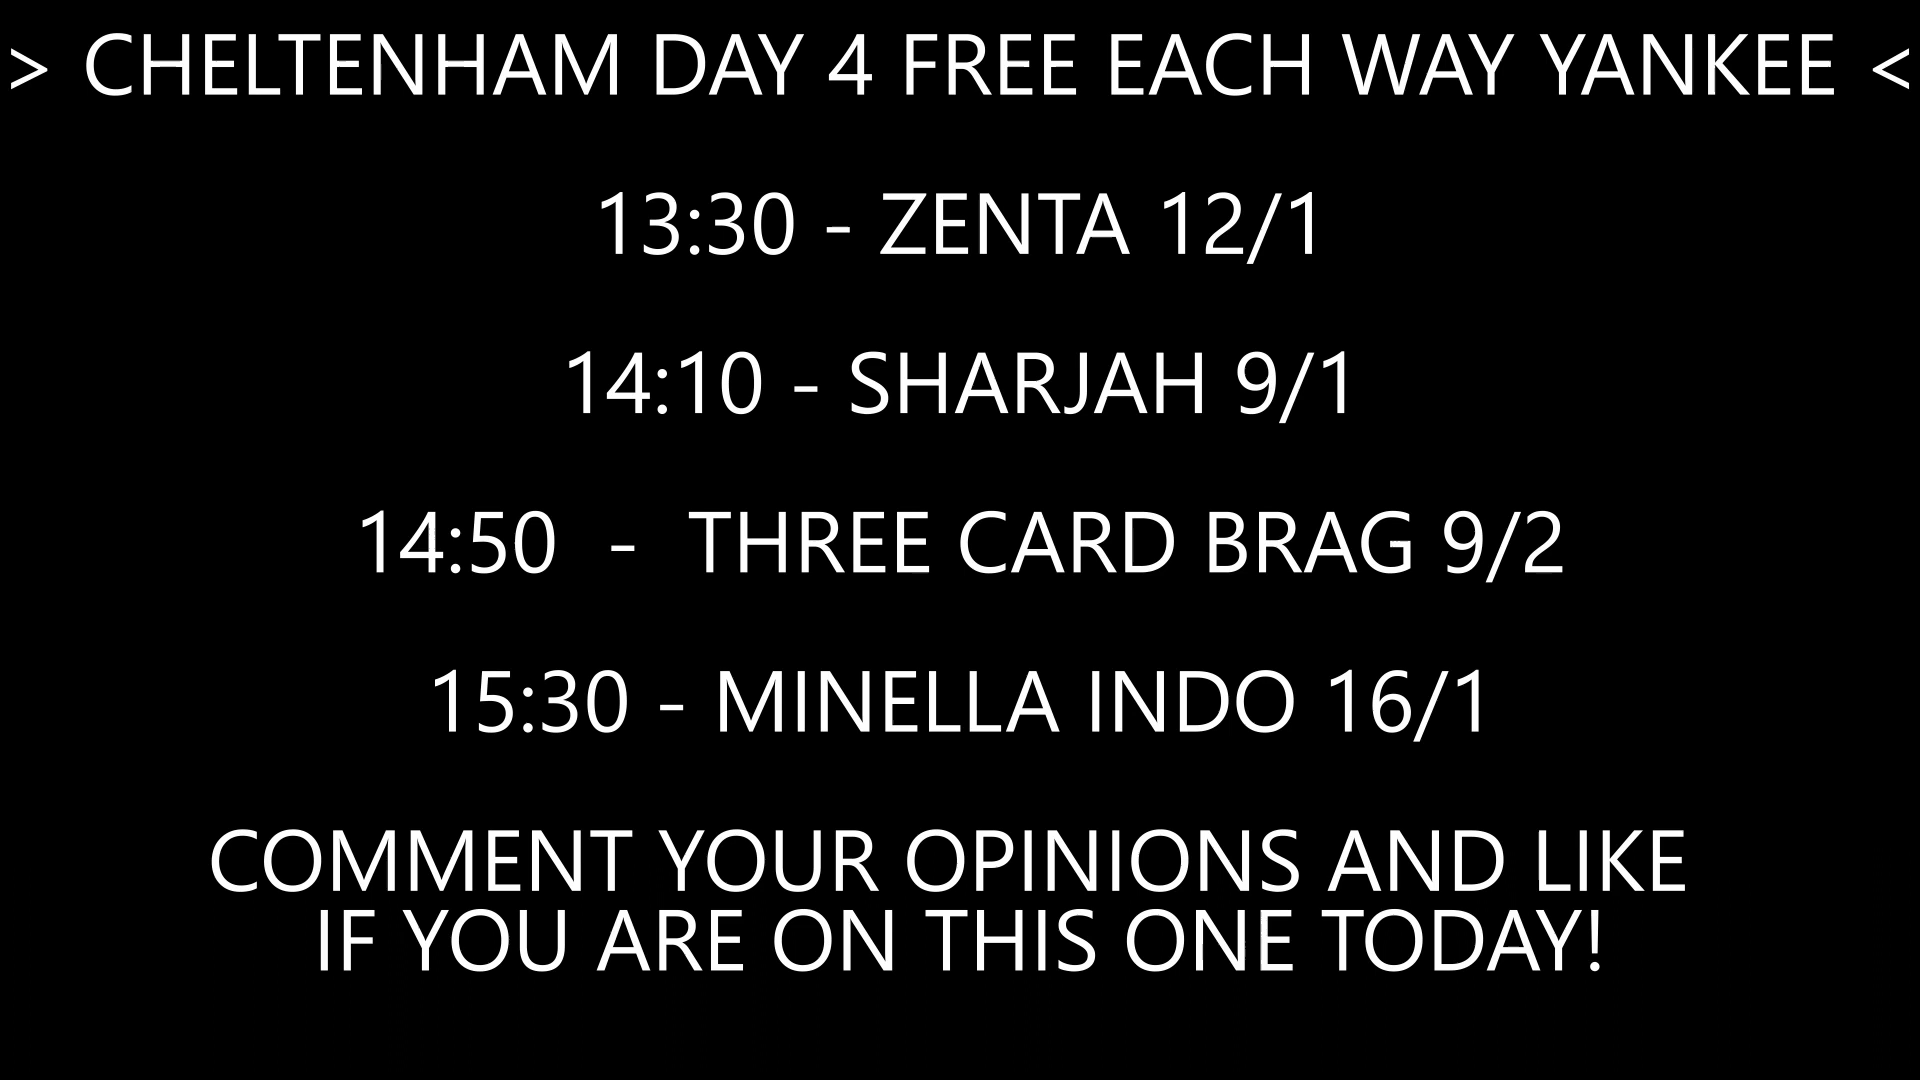 > CHELTENHAM DAY 4 FREE EACH WAY YANKEE <
13:30 - ZENTA 12/1
14:10 - SHARJAH 9/1
14:50  -  THREE CARD BRAG 9/2
15:30 - MINELLA INDO 16/1
COMMENT YOUR OPINIONS AND LIKE
IF YOU ARE ON THIS ONE TODAY!